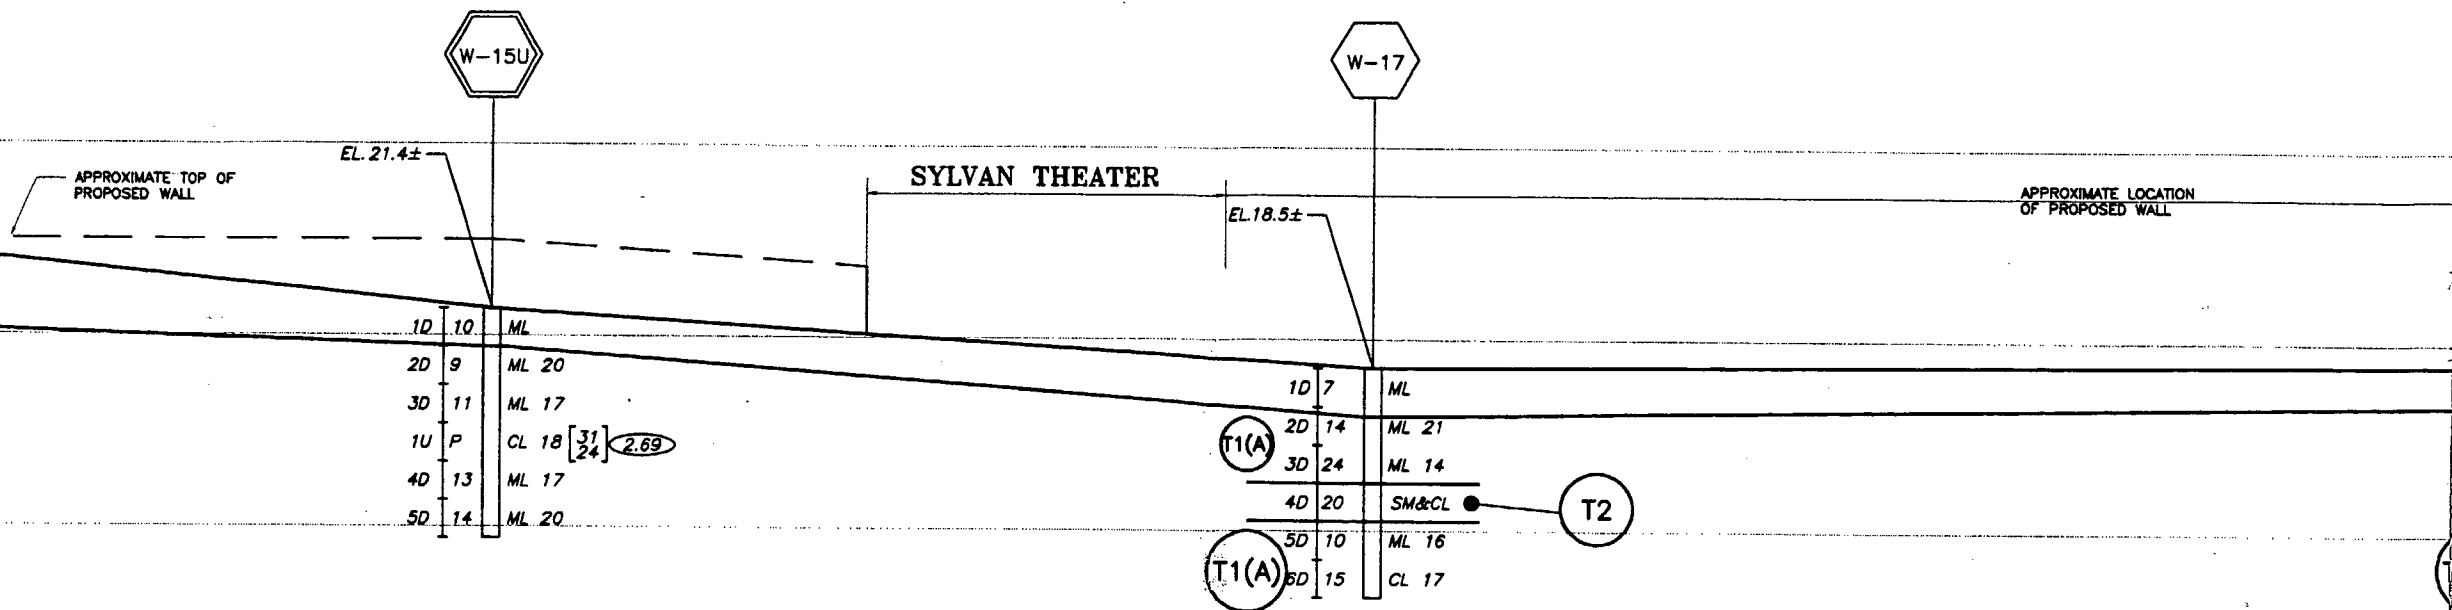 W-15U
W-17
EL. 21.4±
APPROXIMATE TOP OF
PROPOSED WALL
SYLVAN THEATER
EL.18.5±
APPROXIMATE LOCATION
OF PROPOSED WALL
1D 10 ML
2D 9 ML 20
3D 11 ML 17
1U P CL 18 [31 24] 2.69
4D 13 ML 17
5D 14 ML 20
1D 7 ML
T1(A)
2D 14 ML 21
3D 24 ML 14
4D 20 SM&CL
T2
T1(A)
5D 10 ML 16
6D 15 CL 17